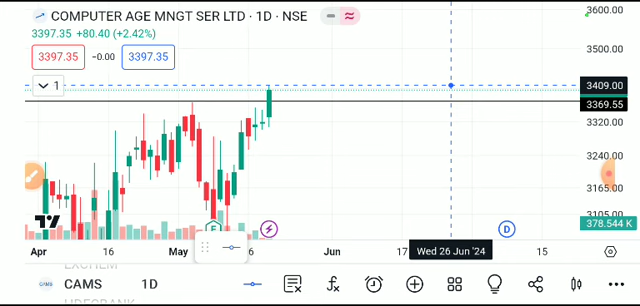 COMPUTER AGE MNGT SER LTD · 1D · NSE
3397.35 +80.40 (+2.42%)
3397.35 −0.00 3397.35
1
3600.00
3500.00
3409.00
3369.55
3320.00
3240.00
3165.00
3105.00
378.544 K
E
D
Apr 16 May 6 Jun 17 Wed 26 Jun '24 15
CAMS 1D